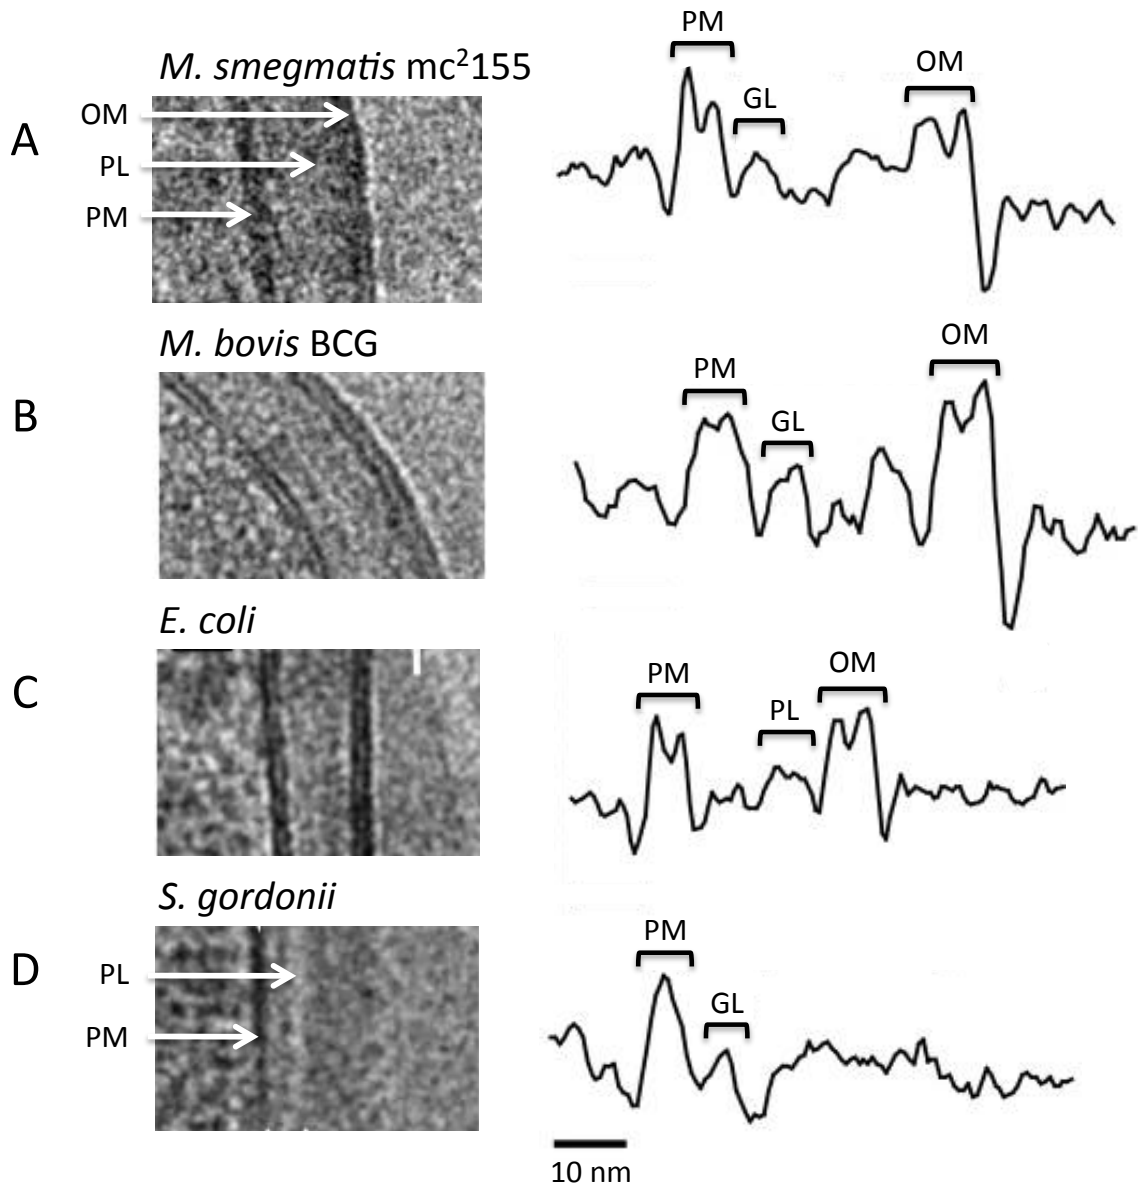 A
M. smegmatis mc²155
OM
PL
PM
PM
GL
OM
B
M. bovis BCG
PM
GL
OM
C
E. coli
PM
PL
OM
D
S. gordonii
PL
PM
PM
GL
10 nm